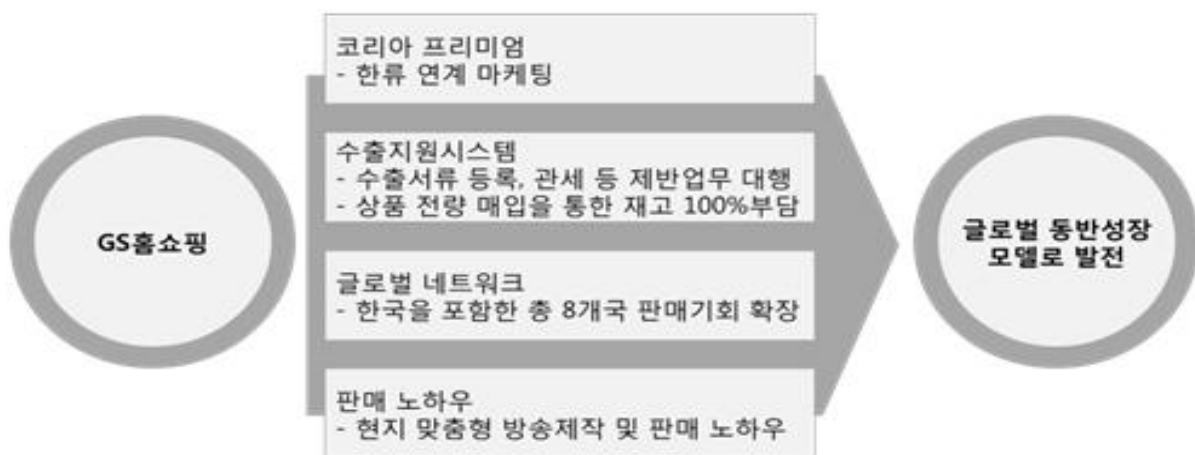 GS홈쇼핑
코리아 프리미엄
- 한류 연계 마케팅
수출지원시스템
- 수출서류 등록, 관세 등 제반업무 대행
- 상품 전량 매입을 통한 재고 100%부담
글로벌 네트워크
- 한국을 포함한 총 8개국 판매기회 확장
판매 노하우
- 현지 맞춤형 방송제작 및 판매 노하우
글로벌 동반성장
모델로 발전